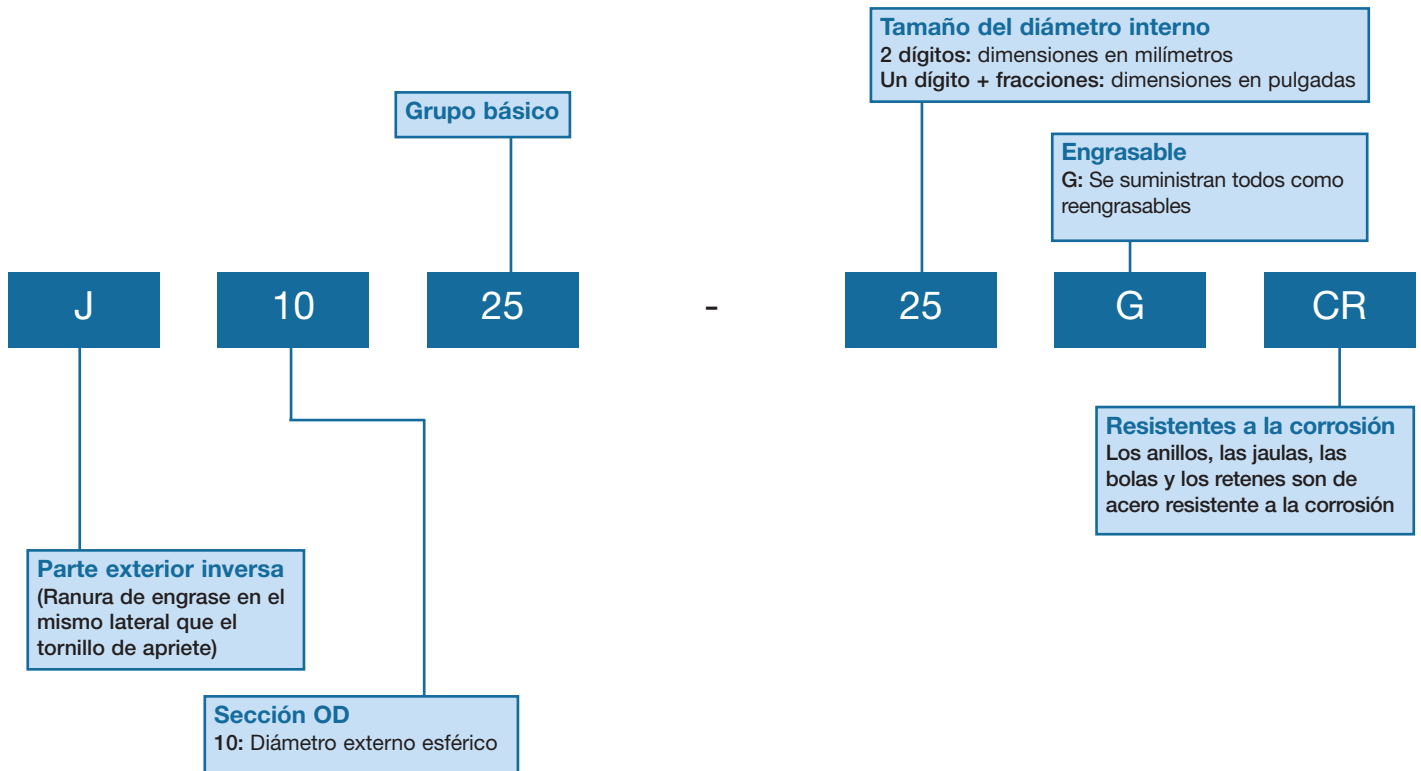 Tamaño del diámetro interno
2 dígitos: dimensiones en milímetros
Un dígito + fracciones: dimensiones en pulgadas
Grupo básico
Engrasable
G: Se suministran todos como
reengrasables
J 10 25 - 25 G CR
Resistentes a la corrosión
Los anillos, las jaulas, las
bolas y los retenes son de
acero resistente a la corrosión
Parte exterior inversa
(Ranura de engrase en el
mismo lateral que el
tornillo de apriete)
Sección OD
10: Diámetro externo esférico